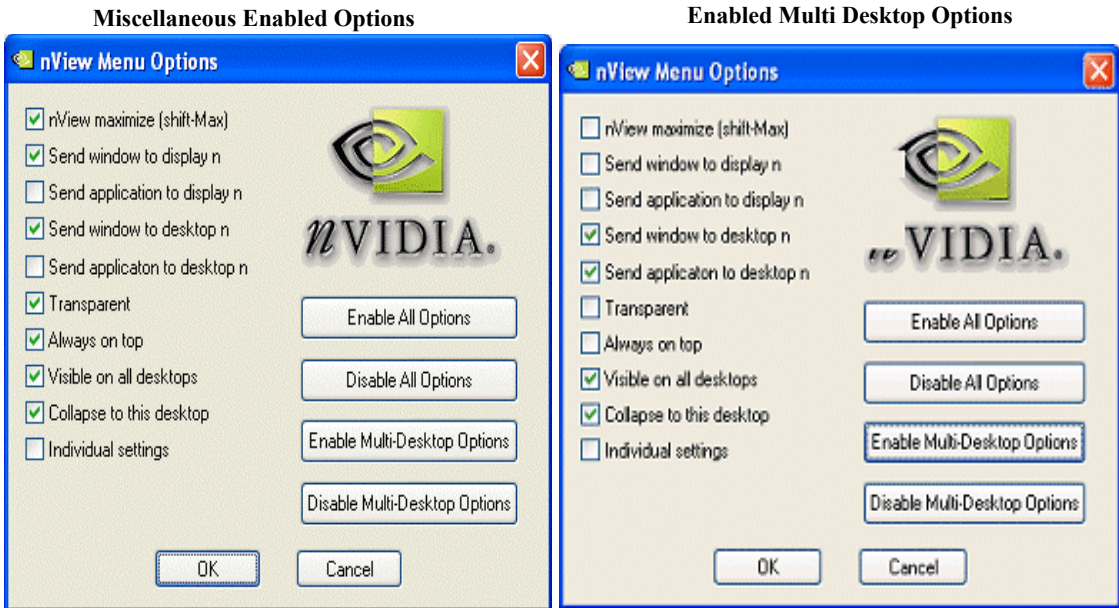 Miscellaneous Enabled Options
nView Menu Options
nView maximize (shift-Max)
Send window to display n
Send application to display n
Send window to desktop n
Send applicaton to desktop n
Transparent
Always on top
Visible on all desktops
Collapse to this desktop
Individual settings
nVIDIA.
Enable All Options
Disable All Options
Enable Multi-Desktop Options
Disable Multi-Desktop Options
OK
Cancel
Enabled Multi Desktop Options
nView Menu Options
nView maximize (shift-Max)
Send window to display n
Send application to display n
Send window to desktop n
Send applicaton to desktop n
Transparent
Always on top
Visible on all desktops
Collapse to this desktop
Individual settings
nVIDIA.
Enable All Options
Disable All Options
Enable Multi-Desktop Options
Disable Multi-Desktop Options
OK
Cancel